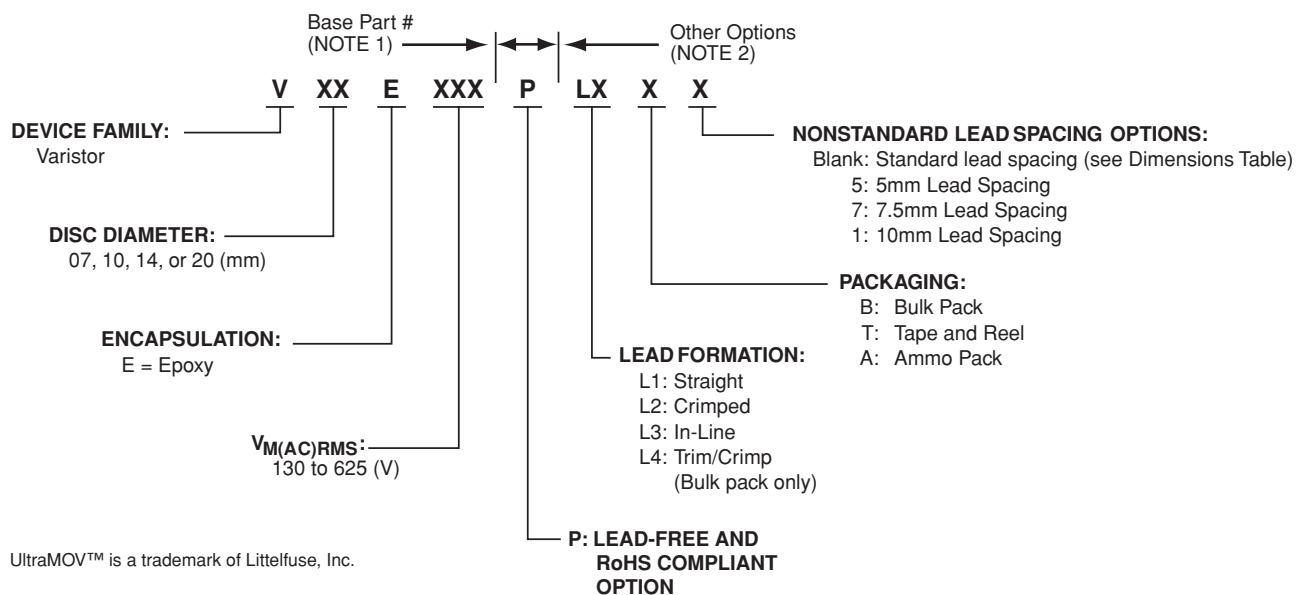 Base Part #
(NOTE 1)
Other Options
(NOTE 2)
V XX E XXX P LX X X
DEVICE FAMILY:
Varistor
NONSTANDARD LEAD SPACING OPTIONS:
Blank: Standard lead spacing (see Dimensions Table)
5: 5mm Lead Spacing
7: 7.5mm Lead Spacing
1: 10mm Lead Spacing
DISC DIAMETER:
07, 10, 14, or 20 (mm)
PACKAGING:
B: Bulk Pack
T: Tape and Reel
A: Ammo Pack
ENCAPSULATION:
E = Epoxy
LEAD FORMATION:
L1: Straight
L2: Crimped
L3: In-Line
L4: Trim/Crimp
(Bulk pack only)
VM(AC)RMS:
130 to 625 (V)
P: LEAD-FREE AND
RoHS COMPLIANT
OPTION
UltraMOV™ is a trademark of Littelfuse, Inc.